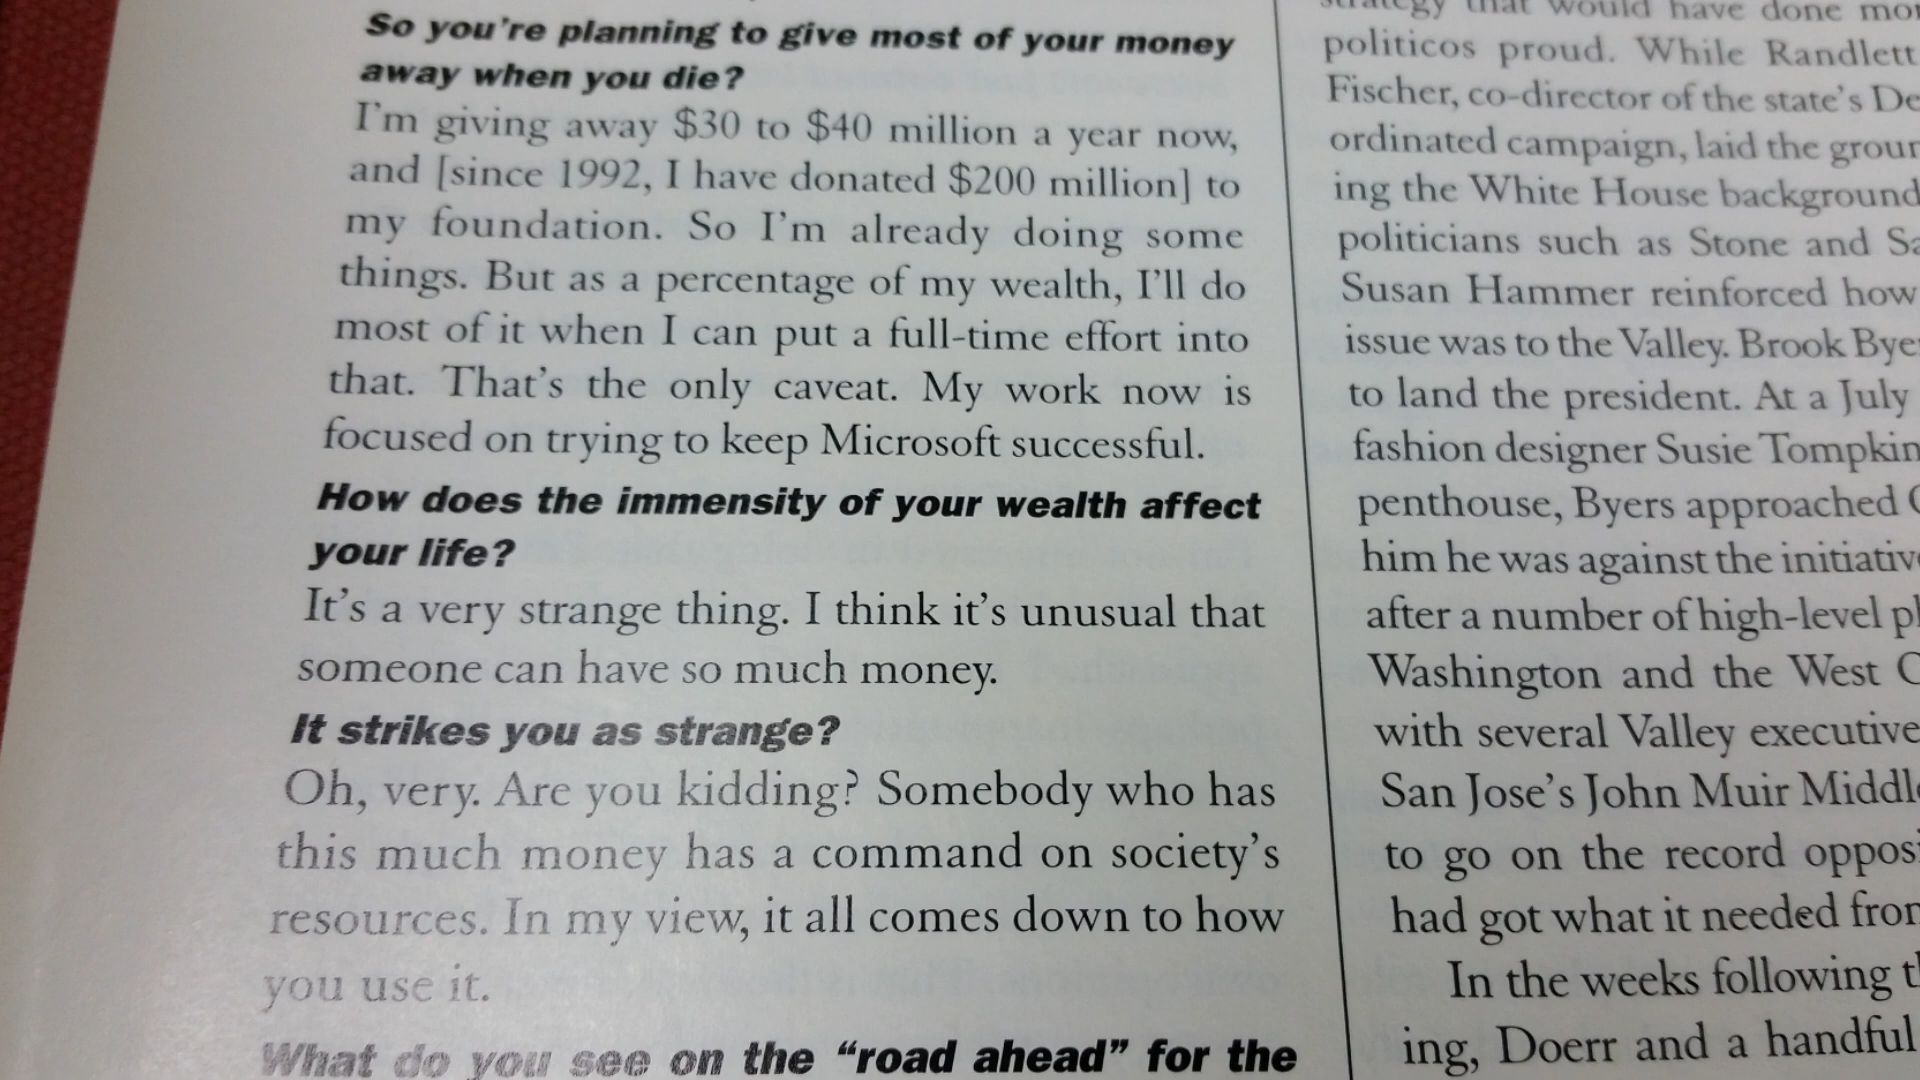 So you're planning to give most of your money
away when you die?
I'm giving away $30 to $40 million a year now,
and [since 1992, I have donated $200 million] to
my foundation. So I'm already doing some
things. But as a percentage of my wealth, I'll do
most of it when I can put a full-time effort into
that. That's the only caveat. My work now is
focused on trying to keep Microsoft successful.
How does the immensity of your wealth affect
your life?
It's a very strange thing. I think it's unusual that
someone can have so much money.
It strikes you as strange?
Oh, very. Are you kidding? Somebody who has
this much money has a command on society's
resources. In my view, it all comes down to how
you use it.
What do you see on the “road ahead” for the
strategy that would have done
politicos proud. While Randlett
Fischer, co-director of the state's
ordinated campaign, laid the
ing the White House background
politicians such as Stone and
Susan Hammer reinforced how
issue was to the Valley. Brook
to land the president. At a July
fashion designer Susie
penthouse, Byers approached
him he was against the
after a number of high-level
Washington and the West
with several Valley
San Jose's John Muir
to go on the record
had got what it needed
In the weeks following
ing, Doerr and a handful